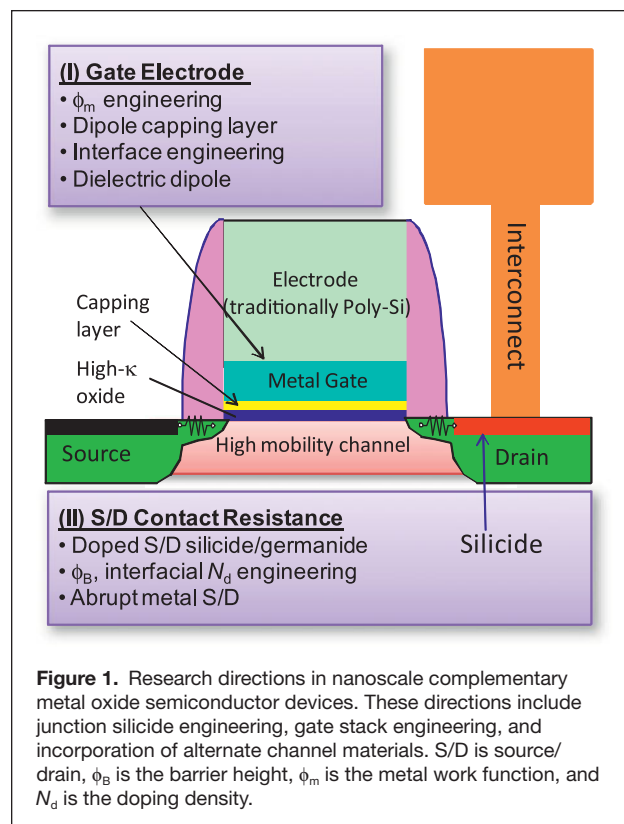 (I) Gate Electrode
• ϕm engineering
• Dipole capping layer
• Interface engineering
• Dielectric dipole
Interconnect
Electrode
(traditionally Poly-Si)
Capping
layer
High-κ
oxide
Metal Gate
High mobility channel
Source
Drain
Silicide
(II) S/D Contact Resistance
• Doped S/D silicide/germanide
• ϕB, interfacial Nd engineering
• Abrupt metal S/D
Figure 1. Research directions in nanoscale complementary
metal oxide semiconductor devices. These directions include
junction silicide engineering, gate stack engineering, and
incorporation of alternate channel materials. S/D is source/
drain, ϕB is the barrier height, ϕm is the metal work function, and
Nd is the doping density.